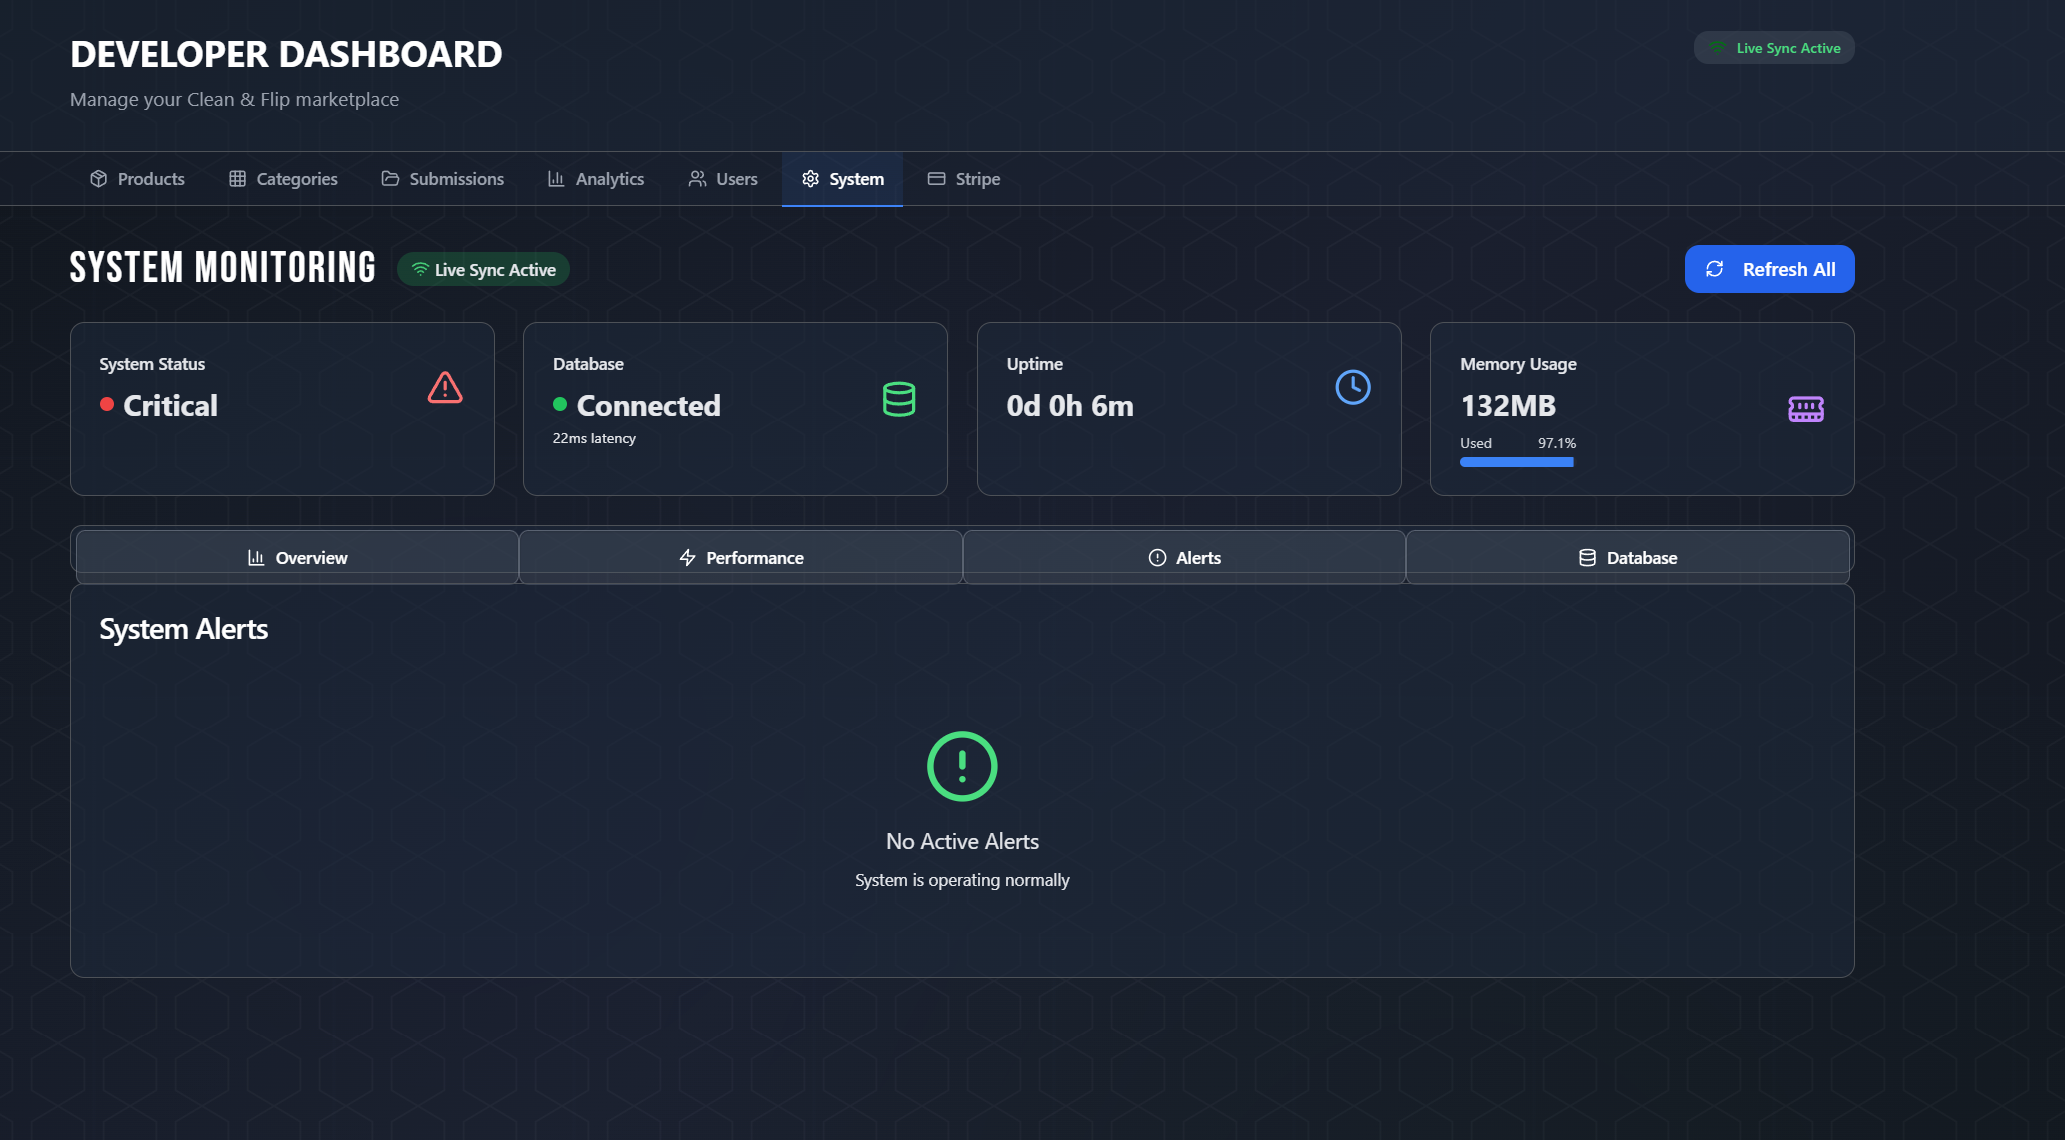 DEVELOPER DASHBOARD
Manage your Clean & Flip marketplace
Live Sync Active
Products
Categories
Submissions
Analytics
Users
System
Stripe
SYSTEM MONITORING
Live Sync Active
Refresh All
System Status
Critical
Database
Connected
22ms latency
Uptime
0d 0h 6m
Memory Usage
132MB
Used 97.1%
Overview
Performance
Alerts
Database
System Alerts
No Active Alerts
System is operating normally